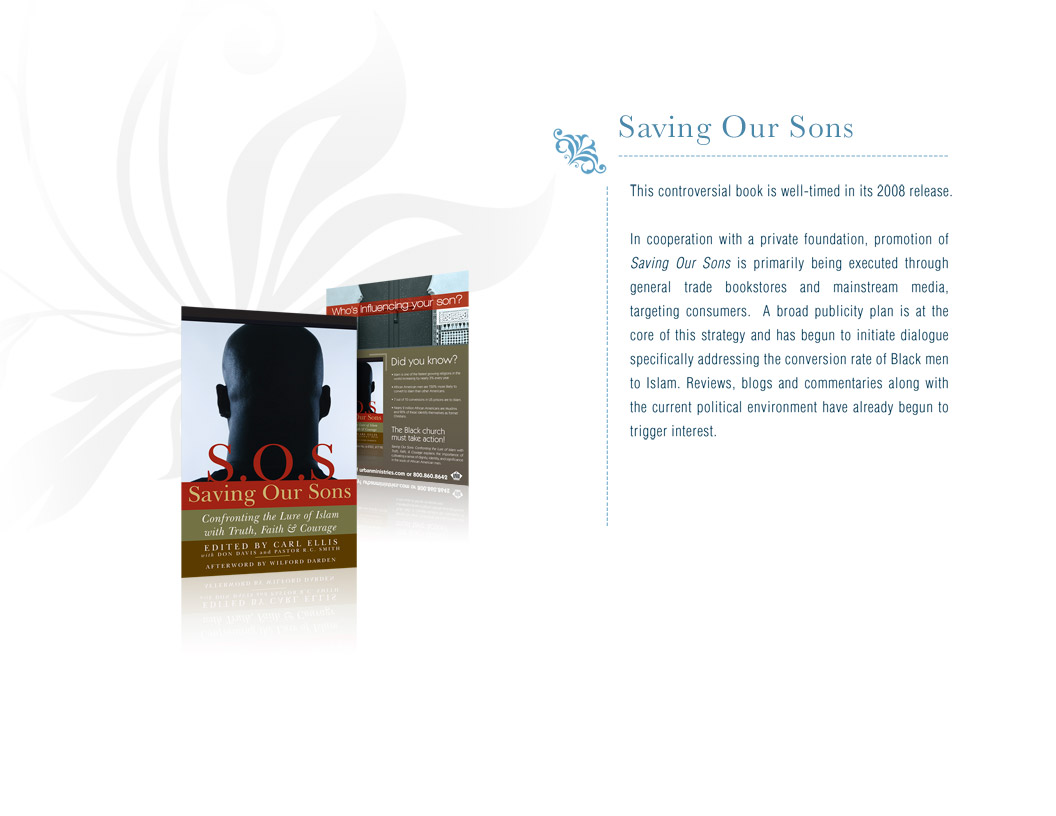 Saving Our Sons
This controversial book is well-timed in its 2008 release.
In cooperation with a private foundation, promotion of
Saving Our Sons is primarily being executed through
general trade bookstores and mainstream media,
targeting consumers. A broad publicity plan is at the
core of this strategy and has begun to initiate dialogue
specifically addressing the conversion rate of Black men
to Islam. Reviews, blogs and commentaries along with
the current political environment have already begun to
trigger interest.
S.O.S
Saving Our Sons
Confronting the Lure of Islam
with Truth, Faith & Courage
EDITED BY CARL ELLIS
with DON DAVIS and PASTOR R.C. SMITH
AFTERWORD BY WILFORD DARDEN
Who's influencing your son?
Did you know?
The Black church
must take action!
urbanministries.com or 800.860.8642